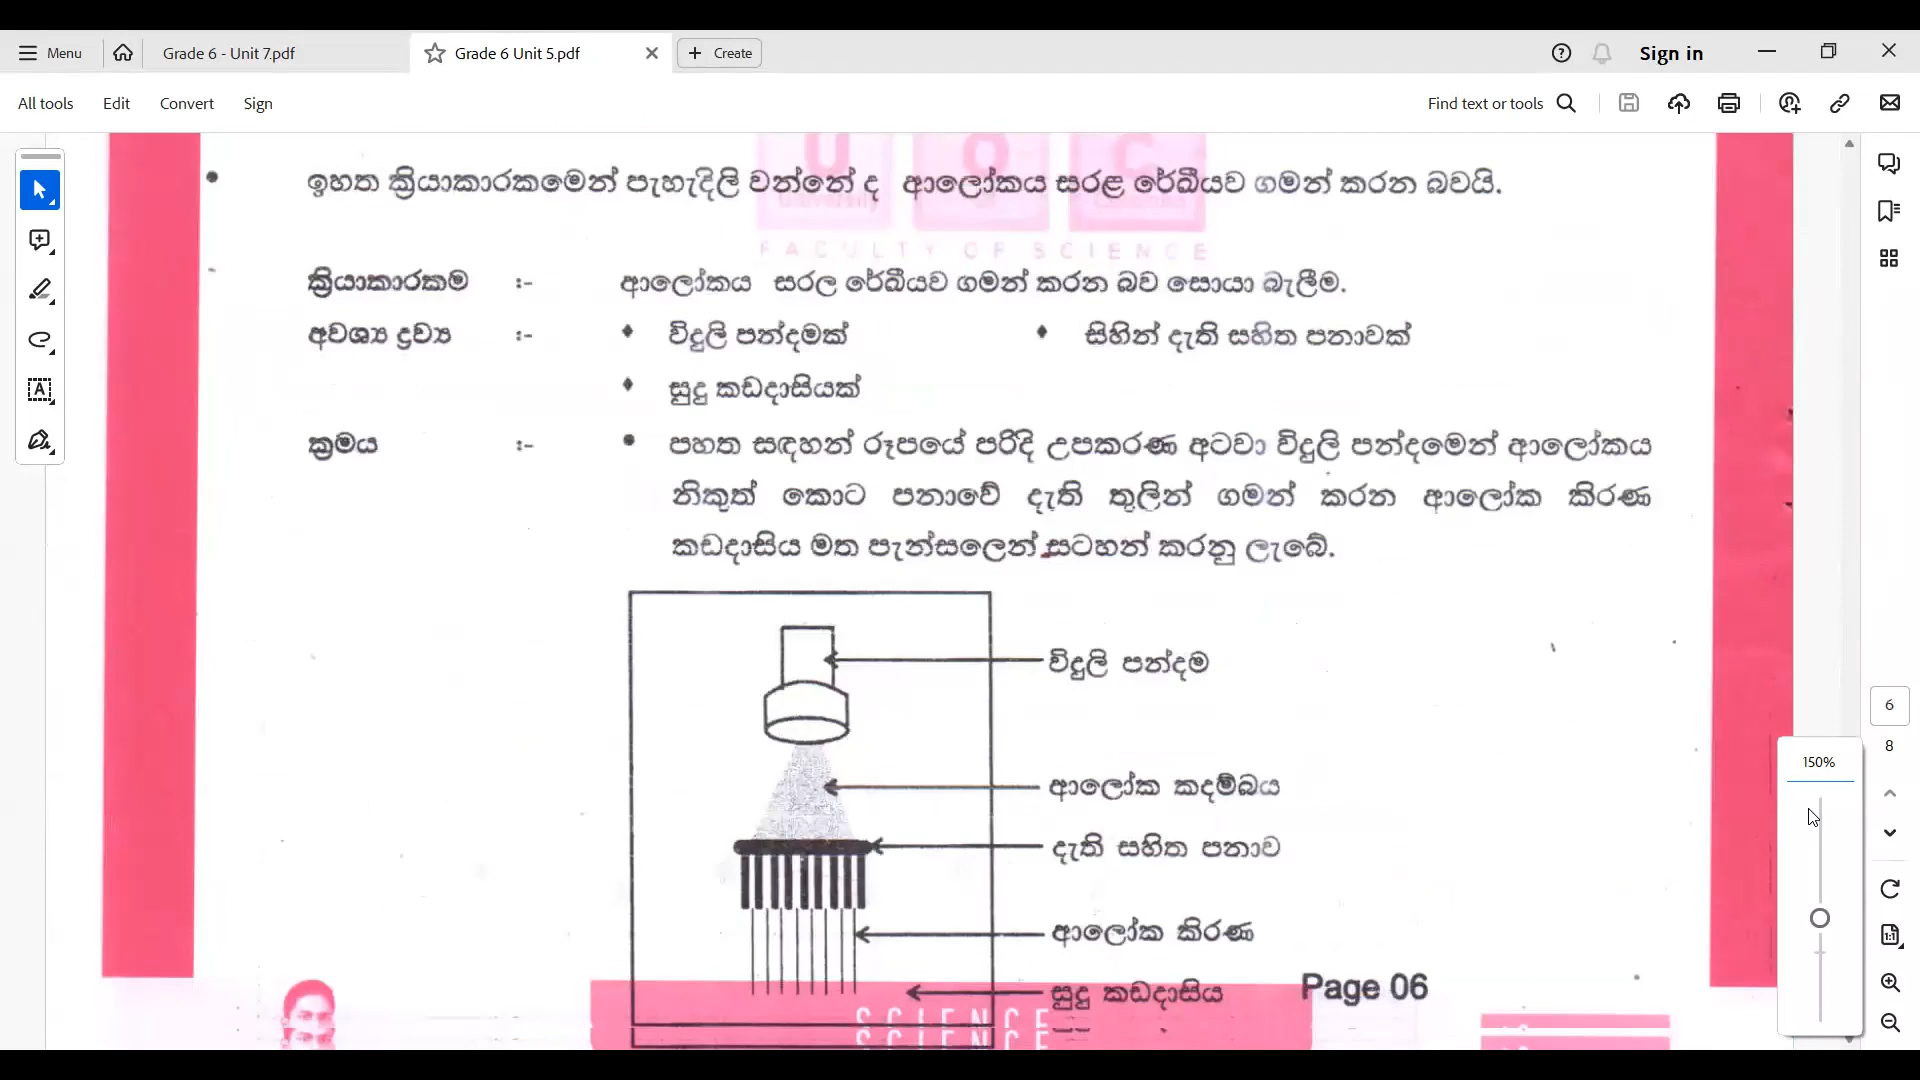 Menu
Grade 6 - Unit 7.pdf
Grade 6 Unit 5.pdf
Create
Sign in
All tools
Edit
Convert
Sign
Find text or tools
U O C
FACULTY OF SCIENCE
ඉහත ක්‍රියාකාරකමෙන් පැහැදිලි වන්නේ ද ආලෝකය සරළ රේඛීයව ගමන් කරන බවයි.
ක්‍රියාකාරකම :- ආලෝකය සරල රේඛීයව ගමන් කරන බව සොයා බැලීම.
අවශ්‍ය ද්‍රව්‍ය :- ♦ විදුලි පන්දමක් ♦ සිහින් දැති සහිත පනාවක්
♦ සුදු කඩදාසියක්
ක්‍රමය :- • පහත සඳහන් රූපයේ පරිදි උපකරණ අටවා විදුලි පන්දමෙන් ආලෝකය
නිකුත් කොට පනාවේ දැති තුලින් ගමන් කරන ආලෝක කිරණ
කඩදාසිය මත පැන්සලෙන් සටහන් කරනු ලැබේ.
විදුලි පන්දම
ආලෝක කදම්බය
දැති සහිත පනාව
ආලෝක කිරණ
සුදු කඩදාසිය
Page 06
SCIENCE
6
8
150%